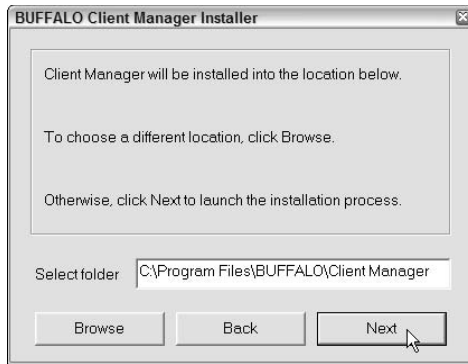 BUFFALO Client Manager Installer
Client Manager will be installed into the location below.
To choose a different location, click Browse.
Otherwise, click Next to launch the installation process.
Select folder C:\Program Files\BUFFALO\Client Manager
Browse Back Next